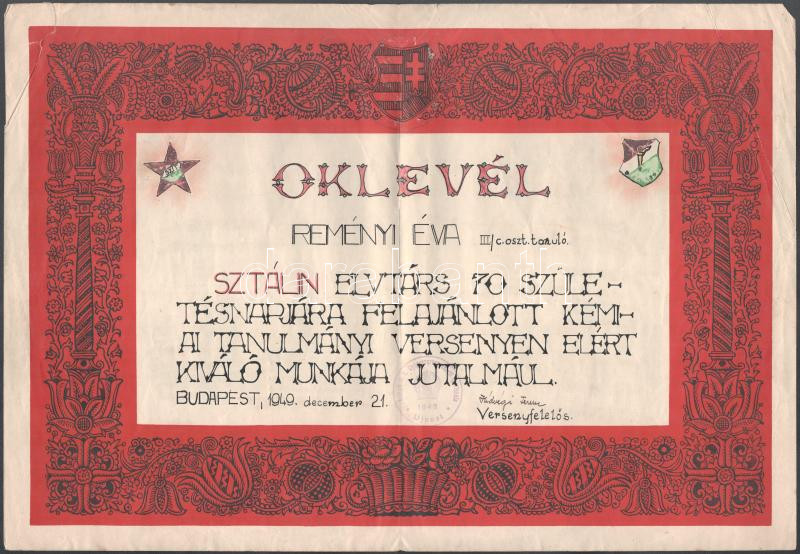 OKLEVÉL
REMÉNYI ÉVA III/c.oszt.tanuló.
SZTÁLIN ELVTÁRS 70 SZÜLE-
TÉSNAPJÁRA FELAJÁNLOTT KÉMI-
AI TANULMÁNYI VERSENYEN ELÉRT
KIVÁLÓ MUNKÁJA JUTALMÁUL.
BUDAPEST, 1949. december 21.
Versenyfelelős.
darabanth